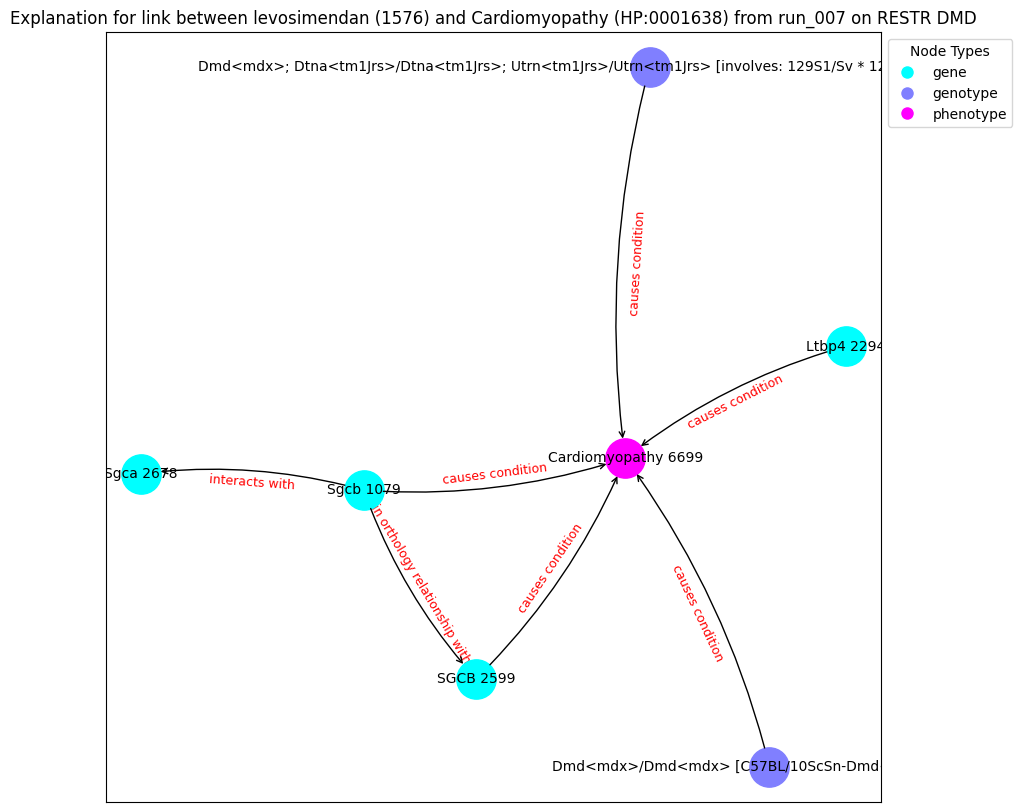 Explanation for link between levosimendan (1576) and Cardiomyopathy (HP:0001638) from run_007 on RESTR DMD
Node Types
gene
genotype
phenotype
Dmd<mdx>; Dtna<tm1Jrs>/Dtna<tm1Jrs>; Utrn<tm1Jrs>/Utrn<tm1Jrs> [involves: 129S1/Sv * 12
causes condition
Ltbp4 2294
causes condition
Cardiomyopathy 6699
Sgca 2678
interacts with
Sgcb 1079
causes condition
in orthology relationship with
causes condition
causes condition
SGCB 2599
Dmd<mdx>/Dmd<mdx> [C57BL/10ScSn-Dmd